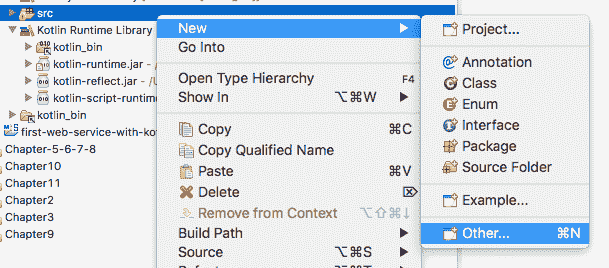 src
Kotlin Runtime Library
kotlin_bin
kotlin-runtime.jar
kotlin-reflect.jar - /U
kotlin-script-runtime
kotlin_bin
first-web-service-with-ko
Chapter-5-6-7-8
Chapter10
Chapter11
Chapter2
Chapter3
Chapter9
New
Go Into
Open Type Hierarchy F4
Show In ⌥⌘W
Copy ⌘C
Copy Qualified Name
Paste ⌘V
Delete ⌦
Remove from Context ⌥⇧⌘↓
Build Path
Source ⌥⌘S
Project...
Annotation
Class
Enum
Interface
Package
Source Folder
Example...
Other... ⌘N